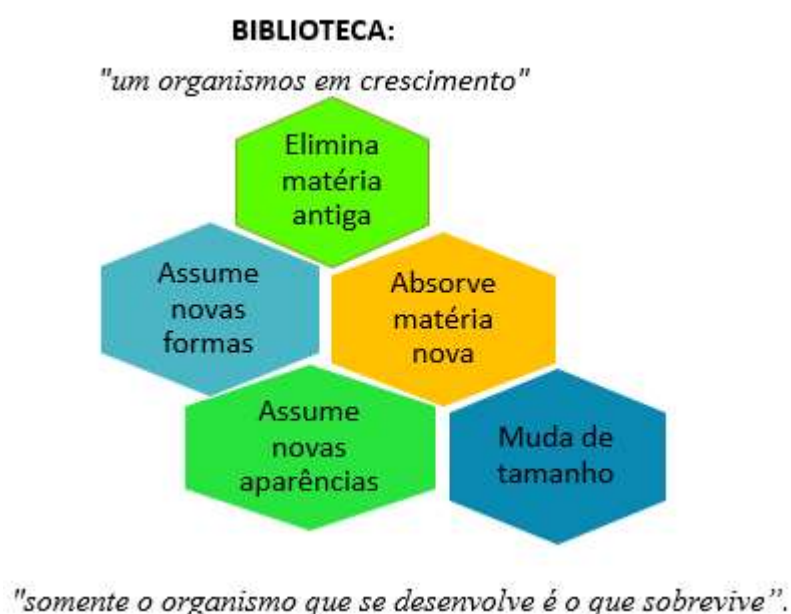 BIBLIOTECA:
"um organismos em crescimento"
Elimina
matéria
antiga
Assume
novas
formas
Absorve
matéria
nova
Assume
novas
aparências
Muda de
tamanho
"somente o organismo que se desenvolve é o que sobrevive”.